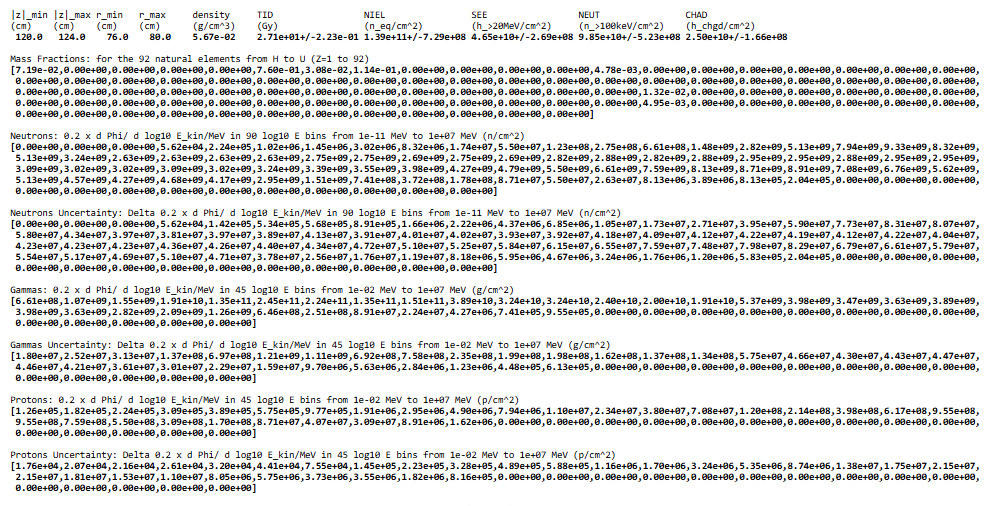 |z|_min |z|_max r_min r_max density TID NIEL SEE NEUT CHAD
(cm) (cm) (cm) (cm) (g/cm^3) (Gy) (n_eq/cm^2) (h_>20MeV/cm^2) (n_>100keV/cm^2) (h_chgd/cm^2)
120.0 124.0 76.0 80.0 5.67e-02 2.71e+01+/-2.23e-01 1.39e+11+/-7.29e+08 4.65e+10+/-2.69e+08 9.85e+10+/-5.23e+08 2.50e+10+/-1.66e+08
Mass Fractions: for the 92 natural elements from H to U (Z=1 to 92)
[7.19e-02,0.00e+00,0.00e+00,0.00e+00,0.00e+00,7.60e-01,3.08e-02,1.14e-01,0.00e+00,0.00e+00,0.00e+00,0.00e+00,0.00e+00,4.78e-03,0.00e+00,0.00e+00,0.00e+00,0.00e+00,0.00e+00,0.00e+00,
0.00e+00,0.00e+00,0.00e+00,0.00e+00,0.00e+00,0.00e+00,0.00e+00,0.00e+00,0.00e+00,0.00e+00,0.00e+00,0.00e+00,0.00e+00,0.00e+00,0.00e+00,0.00e+00,0.00e+00,0.00e+00,0.00e+00,0.00e+00,
0.00e+00,0.00e+00,0.00e+00,0.00e+00,0.00e+00,0.00e+00,0.00e+00,0.00e+00,0.00e+00,0.00e+00,0.00e+00,0.00e+00,0.00e+00,1.32e-02,0.00e+00,0.00e+00,0.00e+00,0.00e+00,0.00e+00,0.00e+00,
0.00e+00,0.00e+00,0.00e+00,0.00e+00,0.00e+00,0.00e+00,0.00e+00,0.00e+00,0.00e+00,0.00e+00,0.00e+00,0.00e+00,0.00e+00,4.95e-03,0.00e+00,0.00e+00,0.00e+00,0.00e+00,0.00e+00,0.00e+00,
0.00e+00,0.00e+00,0.00e+00,0.00e+00,0.00e+00,0.00e+00,0.00e+00,0.00e+00,0.00e+00,0.00e+00,0.00e+00,0.00e+00]
Neutrons: 0.2 x d Phi/ d log10 E_kin/MeV in 90 log10 E bins from 1e-11 MeV to 1e+07 MeV (n/cm^2)
[0.00e+00,0.00e+00,0.00e+00,5.62e+04,2.24e+05,1.02e+06,1.45e+06,3.02e+06,8.32e+06,1.74e+07,5.50e+07,1.23e+08,2.75e+08,6.61e+08,1.48e+09,2.82e+09,5.13e+09,7.94e+09,9.33e+09,8.32e+09,
5.13e+09,3.24e+09,2.63e+09,2.63e+09,2.63e+09,2.63e+09,2.75e+09,2.75e+09,2.69e+09,2.75e+09,2.69e+09,2.82e+09,2.88e+09,2.82e+09,2.88e+09,2.95e+09,2.95e+09,2.88e+09,2.95e+09,2.95e+09,
3.09e+09,3.02e+09,3.02e+09,3.09e+09,3.02e+09,3.24e+09,3.39e+09,3.55e+09,3.98e+09,4.27e+09,4.79e+09,5.50e+09,6.61e+09,7.59e+09,8.13e+09,8.71e+09,8.91e+09,7.08e+09,6.76e+09,5.62e+09,
5.13e+09,4.57e+09,4.27e+09,4.68e+09,4.17e+09,2.95e+09,1.51e+09,7.41e+08,3.72e+08,1.78e+08,8.71e+07,5.50e+07,2.63e+07,8.13e+06,3.89e+06,8.13e+05,2.04e+05,0.00e+00,0.00e+00,0.00e+00,
0.00e+00,0.00e+00,0.00e+00,0.00e+00,0.00e+00,0.00e+00,0.00e+00,0.00e+00,0.00e+00,0.00e+00]
Neutrons Uncertainty: Delta 0.2 x d Phi/ d log10 E_kin/MeV in 90 log10 E bins from 1e-11 MeV to 1e+07 MeV (n/cm^2)
[0.00e+00,0.00e+00,0.00e+00,5.62e+04,1.42e+05,5.34e+05,5.68e+05,8.91e+05,1.66e+06,2.22e+06,4.37e+06,6.85e+06,1.05e+07,1.73e+07,2.71e+07,3.95e+07,5.90e+07,7.73e+07,8.31e+07,8.07e+07,
5.80e+07,4.34e+07,3.97e+07,3.81e+07,3.97e+07,3.89e+07,4.13e+07,3.91e+07,4.01e+07,4.02e+07,3.93e+07,3.92e+07,4.18e+07,4.09e+07,4.12e+07,4.22e+07,4.19e+07,4.12e+07,4.22e+07,4.04e+07,
4.23e+07,4.23e+07,4.23e+07,4.36e+07,4.26e+07,4.40e+07,4.34e+07,4.72e+07,5.10e+07,5.25e+07,5.84e+07,6.15e+07,6.55e+07,7.59e+07,7.48e+07,7.98e+07,8.29e+07,6.79e+07,6.61e+07,5.79e+07,
5.54e+07,5.17e+07,4.69e+07,5.10e+07,4.71e+07,3.78e+07,2.56e+07,1.76e+07,1.19e+07,8.18e+06,5.95e+06,4.67e+06,3.24e+06,1.76e+06,1.20e+06,5.83e+05,2.04e+05,0.00e+00,0.00e+00,0.00e+00,
0.00e+00,0.00e+00,0.00e+00,0.00e+00,0.00e+00,0.00e+00,0.00e+00,0.00e+00,0.00e+00,0.00e+00]
Gammas: 0.2 x d Phi/ d log10 E_kin/MeV in 45 log10 E bins from 1e-02 MeV to 1e+07 MeV (g/cm^2)
[6.61e+08,1.07e+09,1.55e+09,1.91e+10,1.35e+11,2.45e+11,2.24e+11,1.35e+11,1.51e+11,3.89e+10,3.24e+10,3.24e+10,2.40e+10,2.00e+10,1.91e+10,5.37e+09,3.98e+09,3.47e+09,3.63e+09,3.89e+09,
3.98e+09,3.63e+09,2.82e+09,2.09e+09,1.26e+09,6.46e+08,2.51e+08,8.91e+07,2.24e+07,4.27e+06,7.41e+05,9.55e+05,0.00e+00,0.00e+00,0.00e+00,0.00e+00,0.00e+00,0.00e+00,0.00e+00,0.00e+00,
0.00e+00,0.00e+00,0.00e+00,0.00e+00,0.00e+00]
Gammas Uncertainty: Delta 0.2 x d Phi/ d log10 E_kin/MeV in 45 log10 E bins from 1e-02 MeV to 1e+07 MeV (g/cm^2)
[1.80e+07,2.52e+07,3.13e+07,1.37e+08,6.97e+08,1.21e+09,1.11e+09,6.92e+08,7.58e+08,2.35e+08,1.99e+08,1.98e+08,1.62e+08,1.37e+08,1.34e+08,5.75e+07,4.66e+07,4.30e+07,4.43e+07,4.47e+07,
4.46e+07,4.21e+07,3.61e+07,3.01e+07,2.29e+07,1.59e+07,9.70e+06,5.63e+06,2.84e+06,1.23e+06,4.48e+05,6.13e+05,0.00e+00,0.00e+00,0.00e+00,0.00e+00,0.00e+00,0.00e+00,0.00e+00,0.00e+00,
0.00e+00,0.00e+00,0.00e+00,0.00e+00,0.00e+00]
Protons: 0.2 x d Phi/ d log10 E_kin/MeV in 45 log10 E bins from 1e-02 MeV to 1e+07 MeV (p/cm^2)
[1.26e+05,1.82e+05,2.24e+05,3.09e+05,3.89e+05,5.75e+05,9.77e+05,1.91e+06,2.95e+06,4.90e+06,7.94e+06,1.10e+07,2.34e+07,3.80e+07,7.08e+07,1.20e+08,2.14e+08,3.98e+08,6.17e+08,9.55e+08,
9.55e+08,7.59e+08,5.50e+08,3.09e+08,1.70e+08,8.71e+07,4.07e+07,3.09e+07,8.91e+06,1.62e+06,0.00e+00,0.00e+00,0.00e+00,0.00e+00,0.00e+00,0.00e+00,0.00e+00,0.00e+00,0.00e+00,0.00e+00,
0.00e+00,0.00e+00,0.00e+00,0.00e+00,0.00e+00]
Protons Uncertainty: Delta 0.2 x d Phi/ d log10 E_kin/MeV in 45 log10 E bins from 1e-02 MeV to 1e+07 MeV (p/cm^2)
[1.76e+04,2.07e+04,2.16e+04,2.61e+04,3.20e+04,4.41e+04,7.55e+04,1.45e+05,2.23e+05,3.28e+05,4.89e+05,5.88e+05,1.16e+06,1.70e+06,3.24e+06,5.35e+06,8.74e+06,1.38e+07,1.75e+07,2.15e+07,
2.15e+07,1.81e+07,1.53e+07,1.10e+07,8.05e+06,5.75e+06,3.73e+06,3.55e+06,1.82e+06,8.16e+05,0.00e+00,0.00e+00,0.00e+00,0.00e+00,0.00e+00,0.00e+00,0.00e+00,0.00e+00,0.00e+00,0.00e+00,
0.00e+00,0.00e+00,0.00e+00,0.00e+00,0.00e+00]